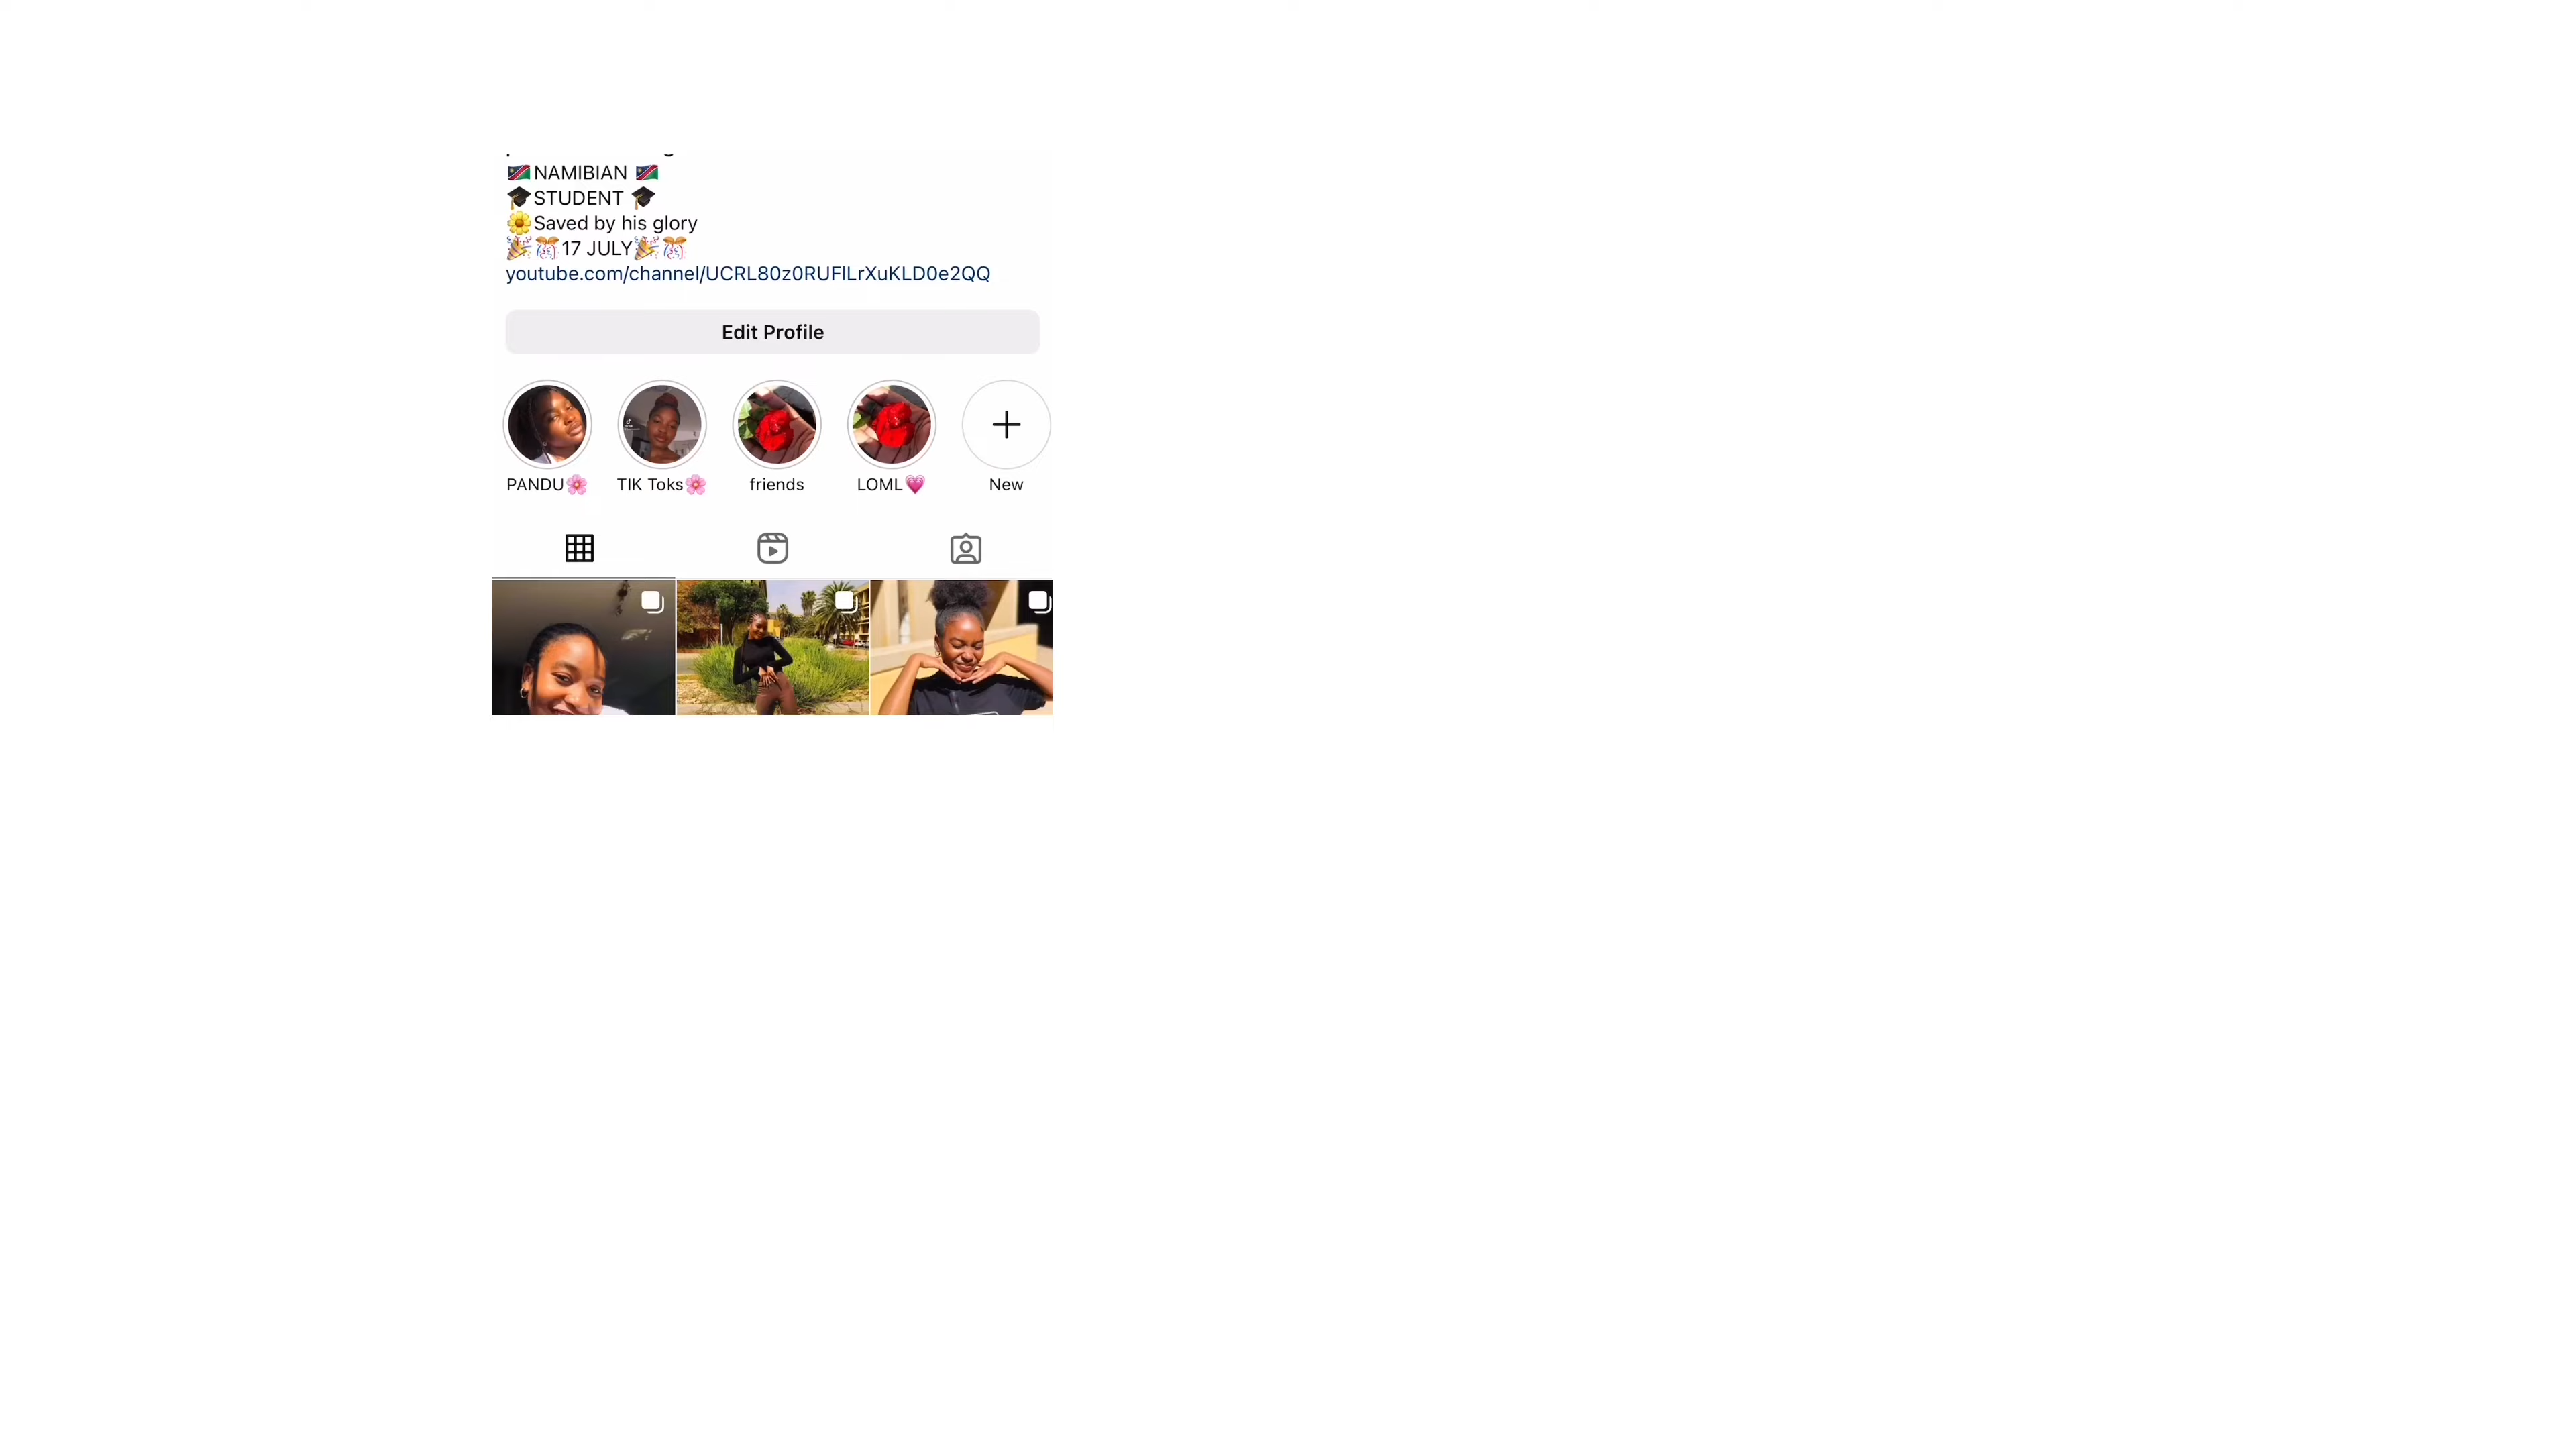 🇳🇦NAMIBIAN 🇳🇦
🎓STUDENT 🎓
🌼Saved by his glory
🎉🎊17 JULY🎉🎊
youtube.com/channel/UCRL80z0RUFlLrXuKLD0e2QQ
Edit Profile
PANDU🌸 TIK Toks🌸 friends LOML💗 New